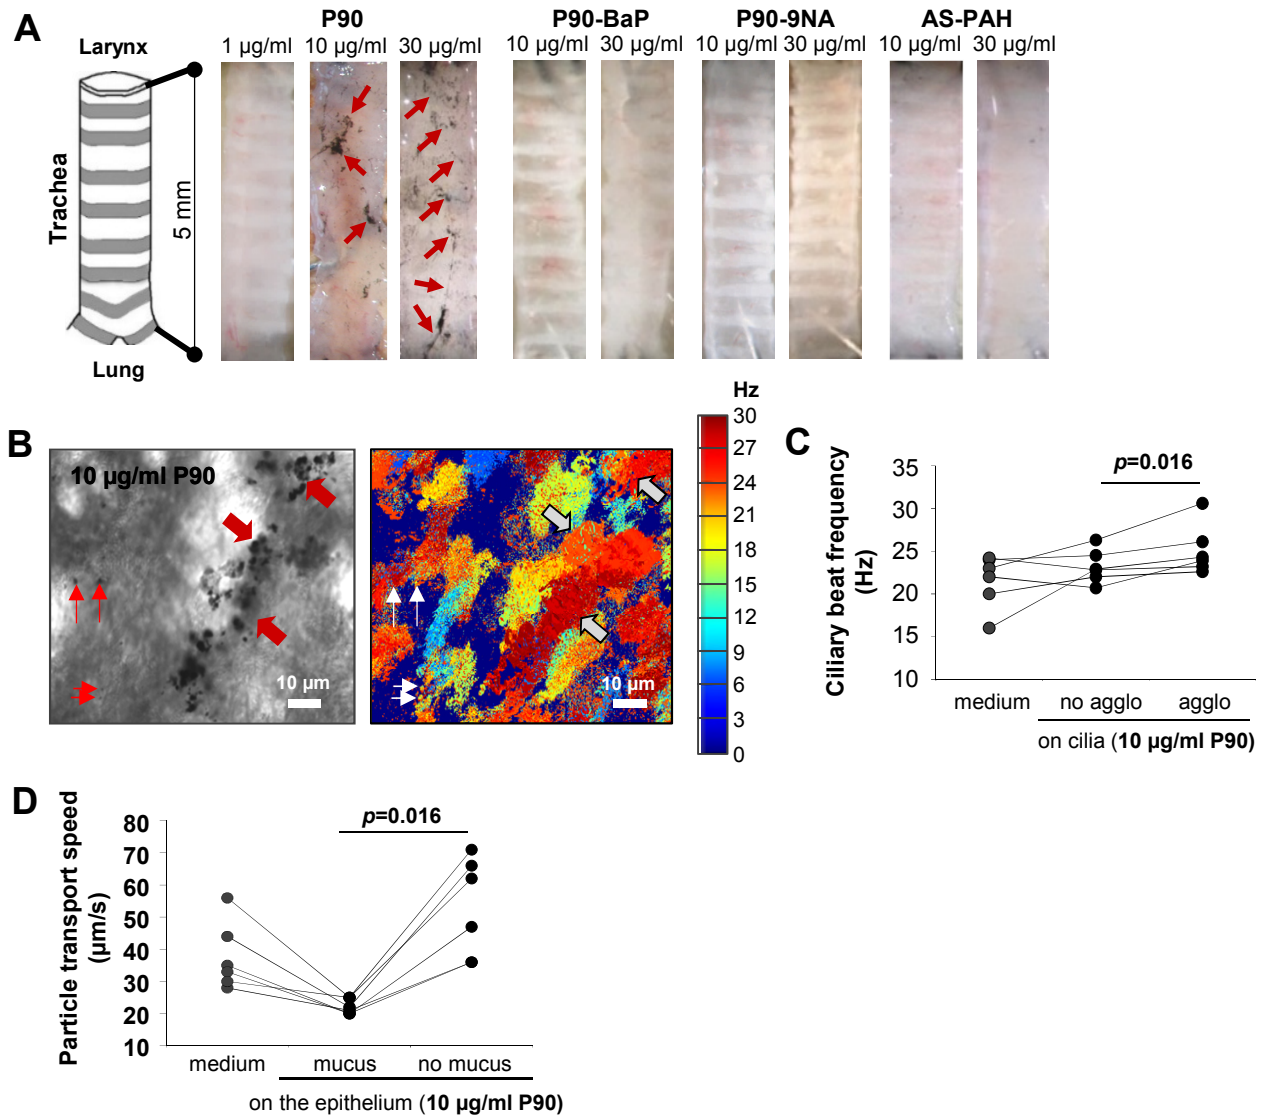 A
P90
P90-BaP
P90-9NA
AS-PAH
Larynx
1 µg/ml
10 µg/ml
30 µg/ml
10 µg/ml
30 µg/ml
10 µg/ml
30 µg/ml
10 µg/ml
30 µg/ml
Trachea
5 mm
Lung
B
10 µg/ml P90
10 µm
10 µm
Hz
30
27
24
21
18
15
12
9
6
3
0
C
p=0.016
Ciliary beat frequency
(Hz)
35
30
25
20
15
10
medium
no agglo
agglo
on cilia (10 µg/ml P90)
D
p=0.016
Particle transport speed
(µm/s)
80
70
60
50
40
30
20
10
medium
mucus
no mucus
on the epithelium (10 µg/ml P90)